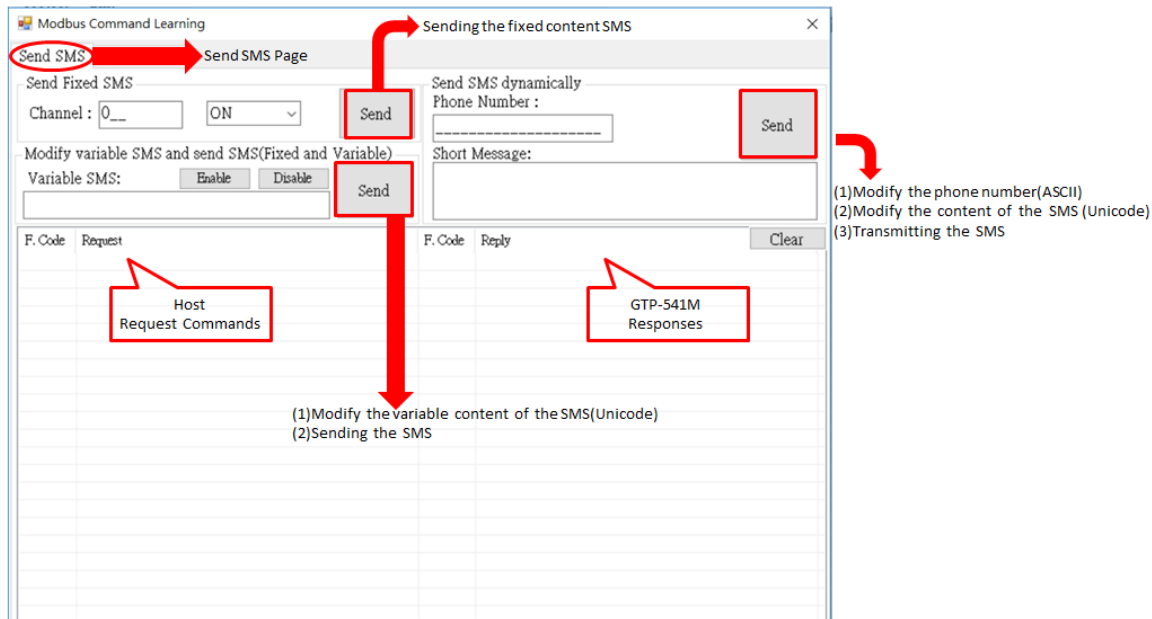 Modbus Command Learning
Sending the fixed content SMS
Send SMS
Send SMS Page
Send Fixed SMS
Channel : 0__
ON
Send
Send SMS dynamically
Phone Number :
____________________
Send
Modify variable SMS and send SMS(Fixed and Variable)
Variable SMS:
Enable
Disable
Send
Short Message:
(1)Modify the phone number(ASCII)
(2)Modify the content of the SMS (Unicode)
(3)Transmitting the SMS
F. Code
Request
F. Code
Reply
Clear
Host
Request Commands
GTP-541M
Responses
(1)Modify the variable content of the SMS(Unicode)
(2)Sending the SMS